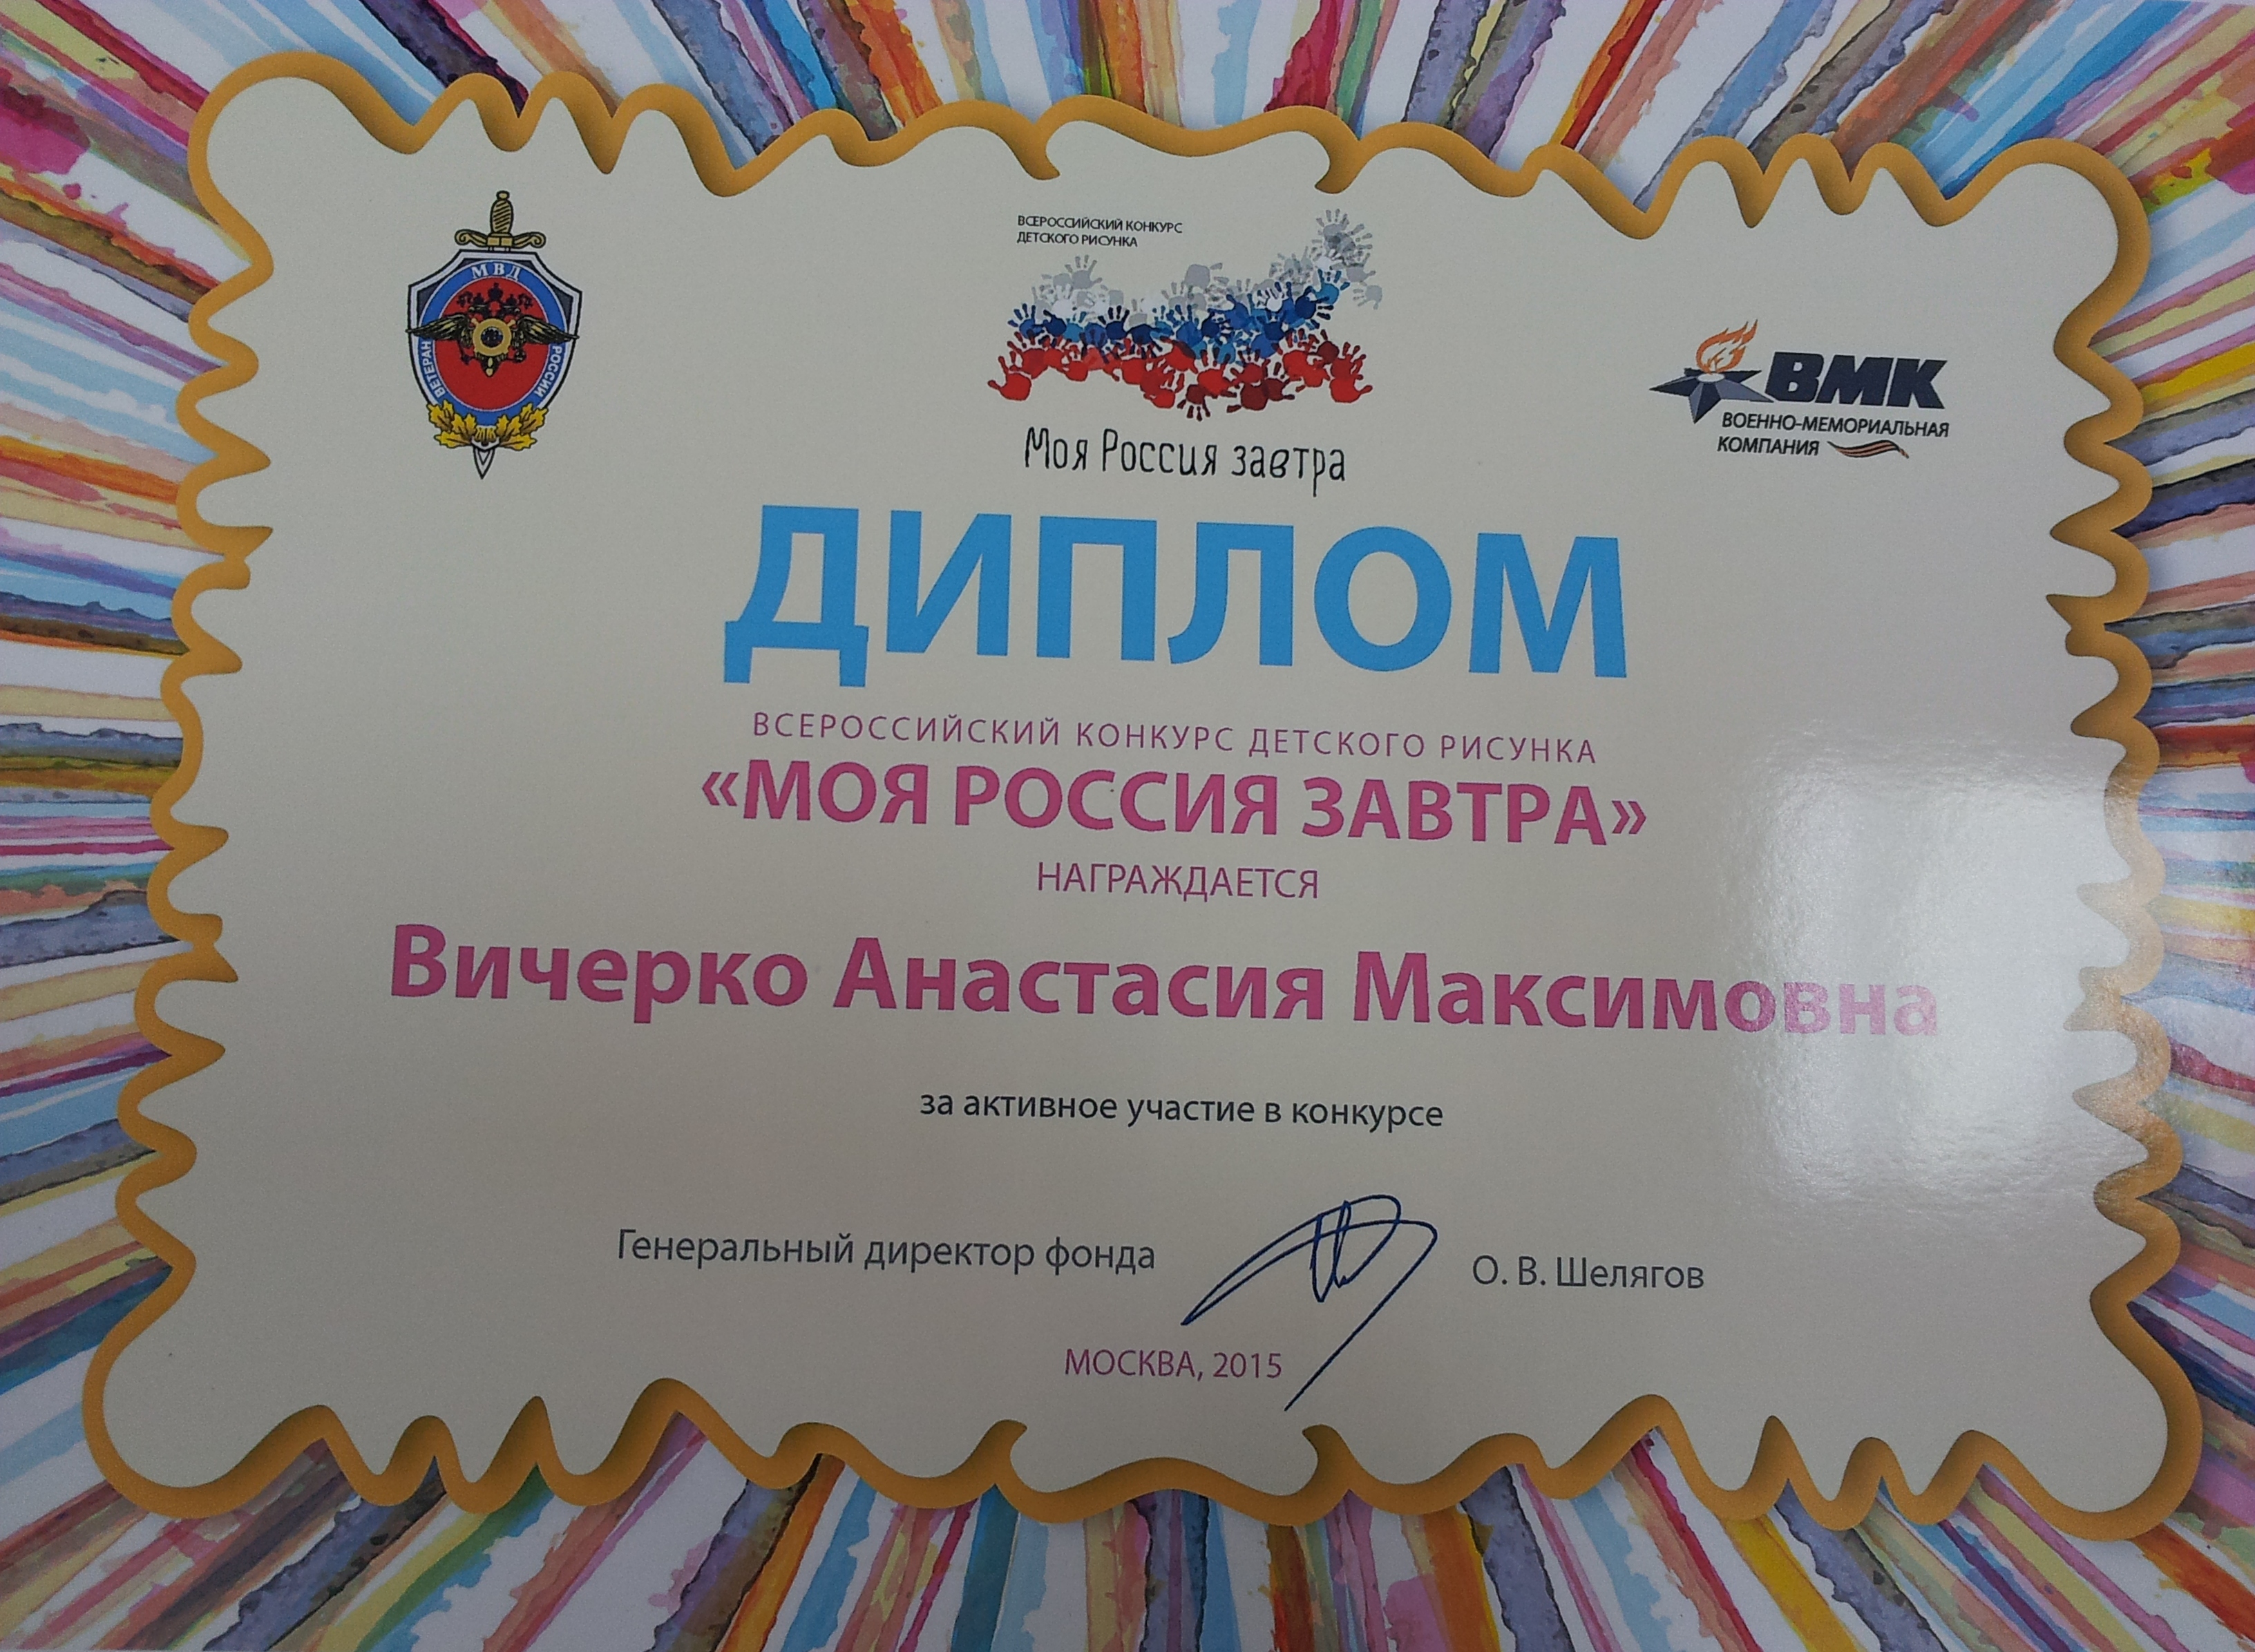 МВД
ВЕТЕРАН
РОССИИ
ВСЕРОССИЙСКИЙ КОНКУРС
ДЕТСКОГО РИСУНКА
Моя Россия завтра
ВМК
ВОЕННО-МЕМОРИАЛЬНАЯ
КОМПАНИЯ
ДИПЛОМ
ВСЕРОССИЙСКИЙ КОНКУРС ДЕТСКОГО РИСУНКА
«МОЯ РОССИЯ ЗАВТРА»
НАГРАЖДАЕТСЯ
Вичерко Анастасия Максимовна
за активное участие в конкурсе
Генеральный директор фонда О. В. Шелягов
МОСКВА, 2015